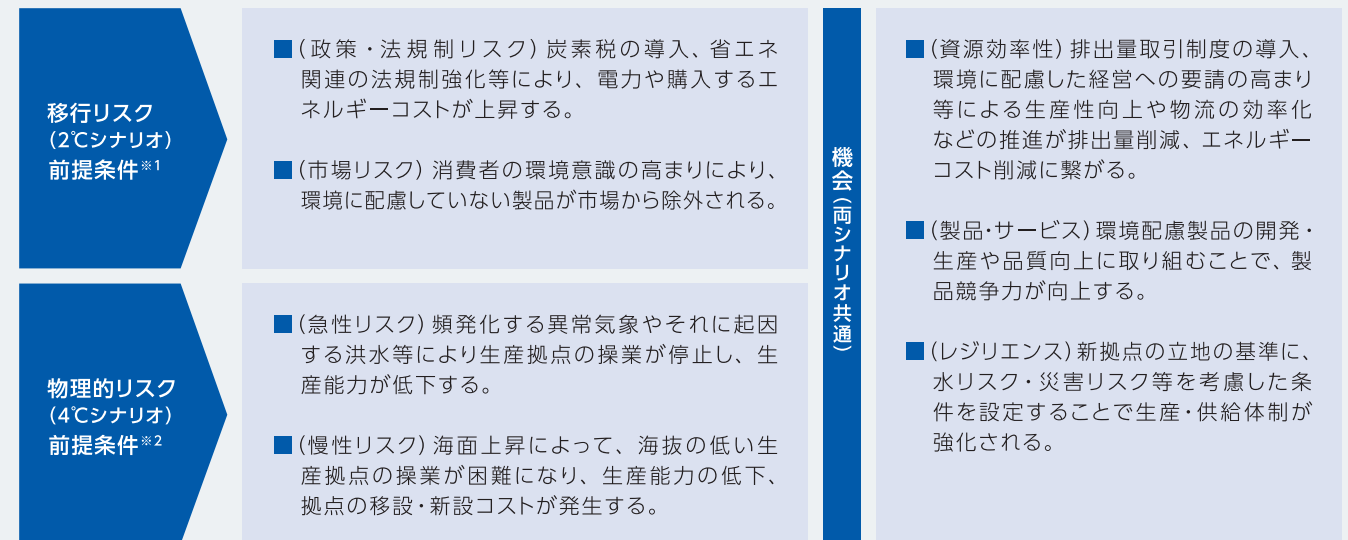 移行リスク
（2℃シナリオ）
前提条件※1
■（政策・法規制リスク）炭素税の導入、省エネ
関連の法規制強化等により、電力や購入するエ
ネルギーコストが上昇する。
■（市場リスク）消費者の環境意識の高まりにより、
環境に配慮していない製品が市場から除外される。
物理的リスク
（4℃シナリオ）
前提条件※2
■（急性リスク）頻発化する異常気象やそれに起因
する洪水等により生産拠点の操業が停止し、生
産能力が低下する。
■（慢性リスク）海面上昇によって、海抜の低い生
産拠点の操業が困難になり、生産能力の低下、
拠点の移設・新設コストが発生する。
機会（両シナリオ共通）
■（資源効率性）排出量取引制度の導入、
環境に配慮した経営への要請の高まり
等による生産性向上や物流の効率化
などの推進が排出量削減、エネルギー
コスト削減に繋がる。
■（製品・サービス）環境配慮製品の開発・
生産や品質向上に取り組むことで、製
品競争力が向上する。
■（レジリエンス）新拠点の立地の基準に、
水リスク・災害リスク等を考慮した条
件を設定することで生産・供給体制が
強化される。